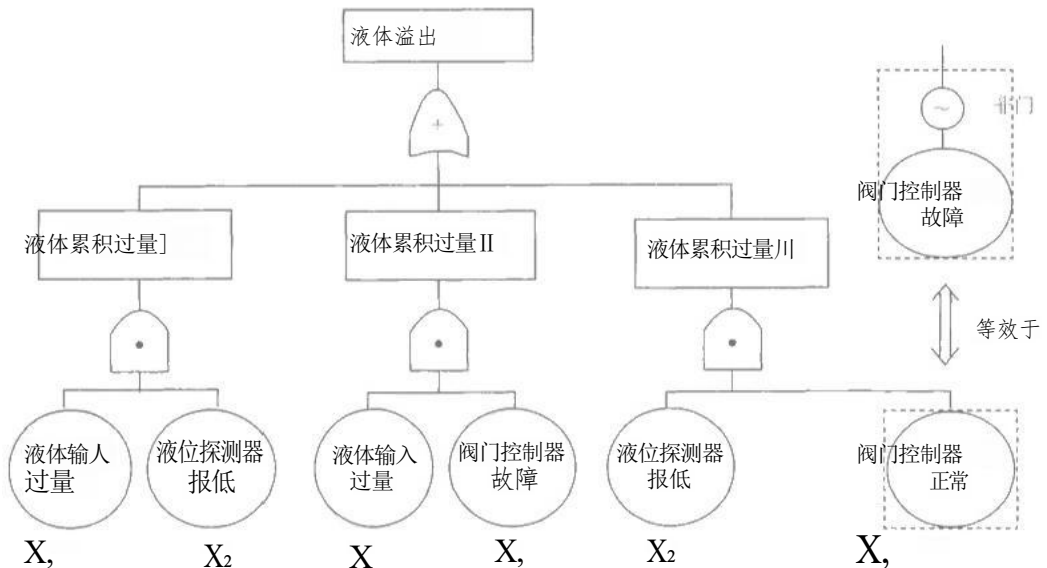 液体溢出
+
~
非门
阀门控制器
故障
液体累积过量]
液体累积过量Ⅱ
液体累积过量川
等效于
液体输人
过量
液位探测器
报低
液体输入
过量
阀门控制器
故障
液位探测器
报低
阀门控制器
正常
X,
X₂
X
X,
X₂
X,